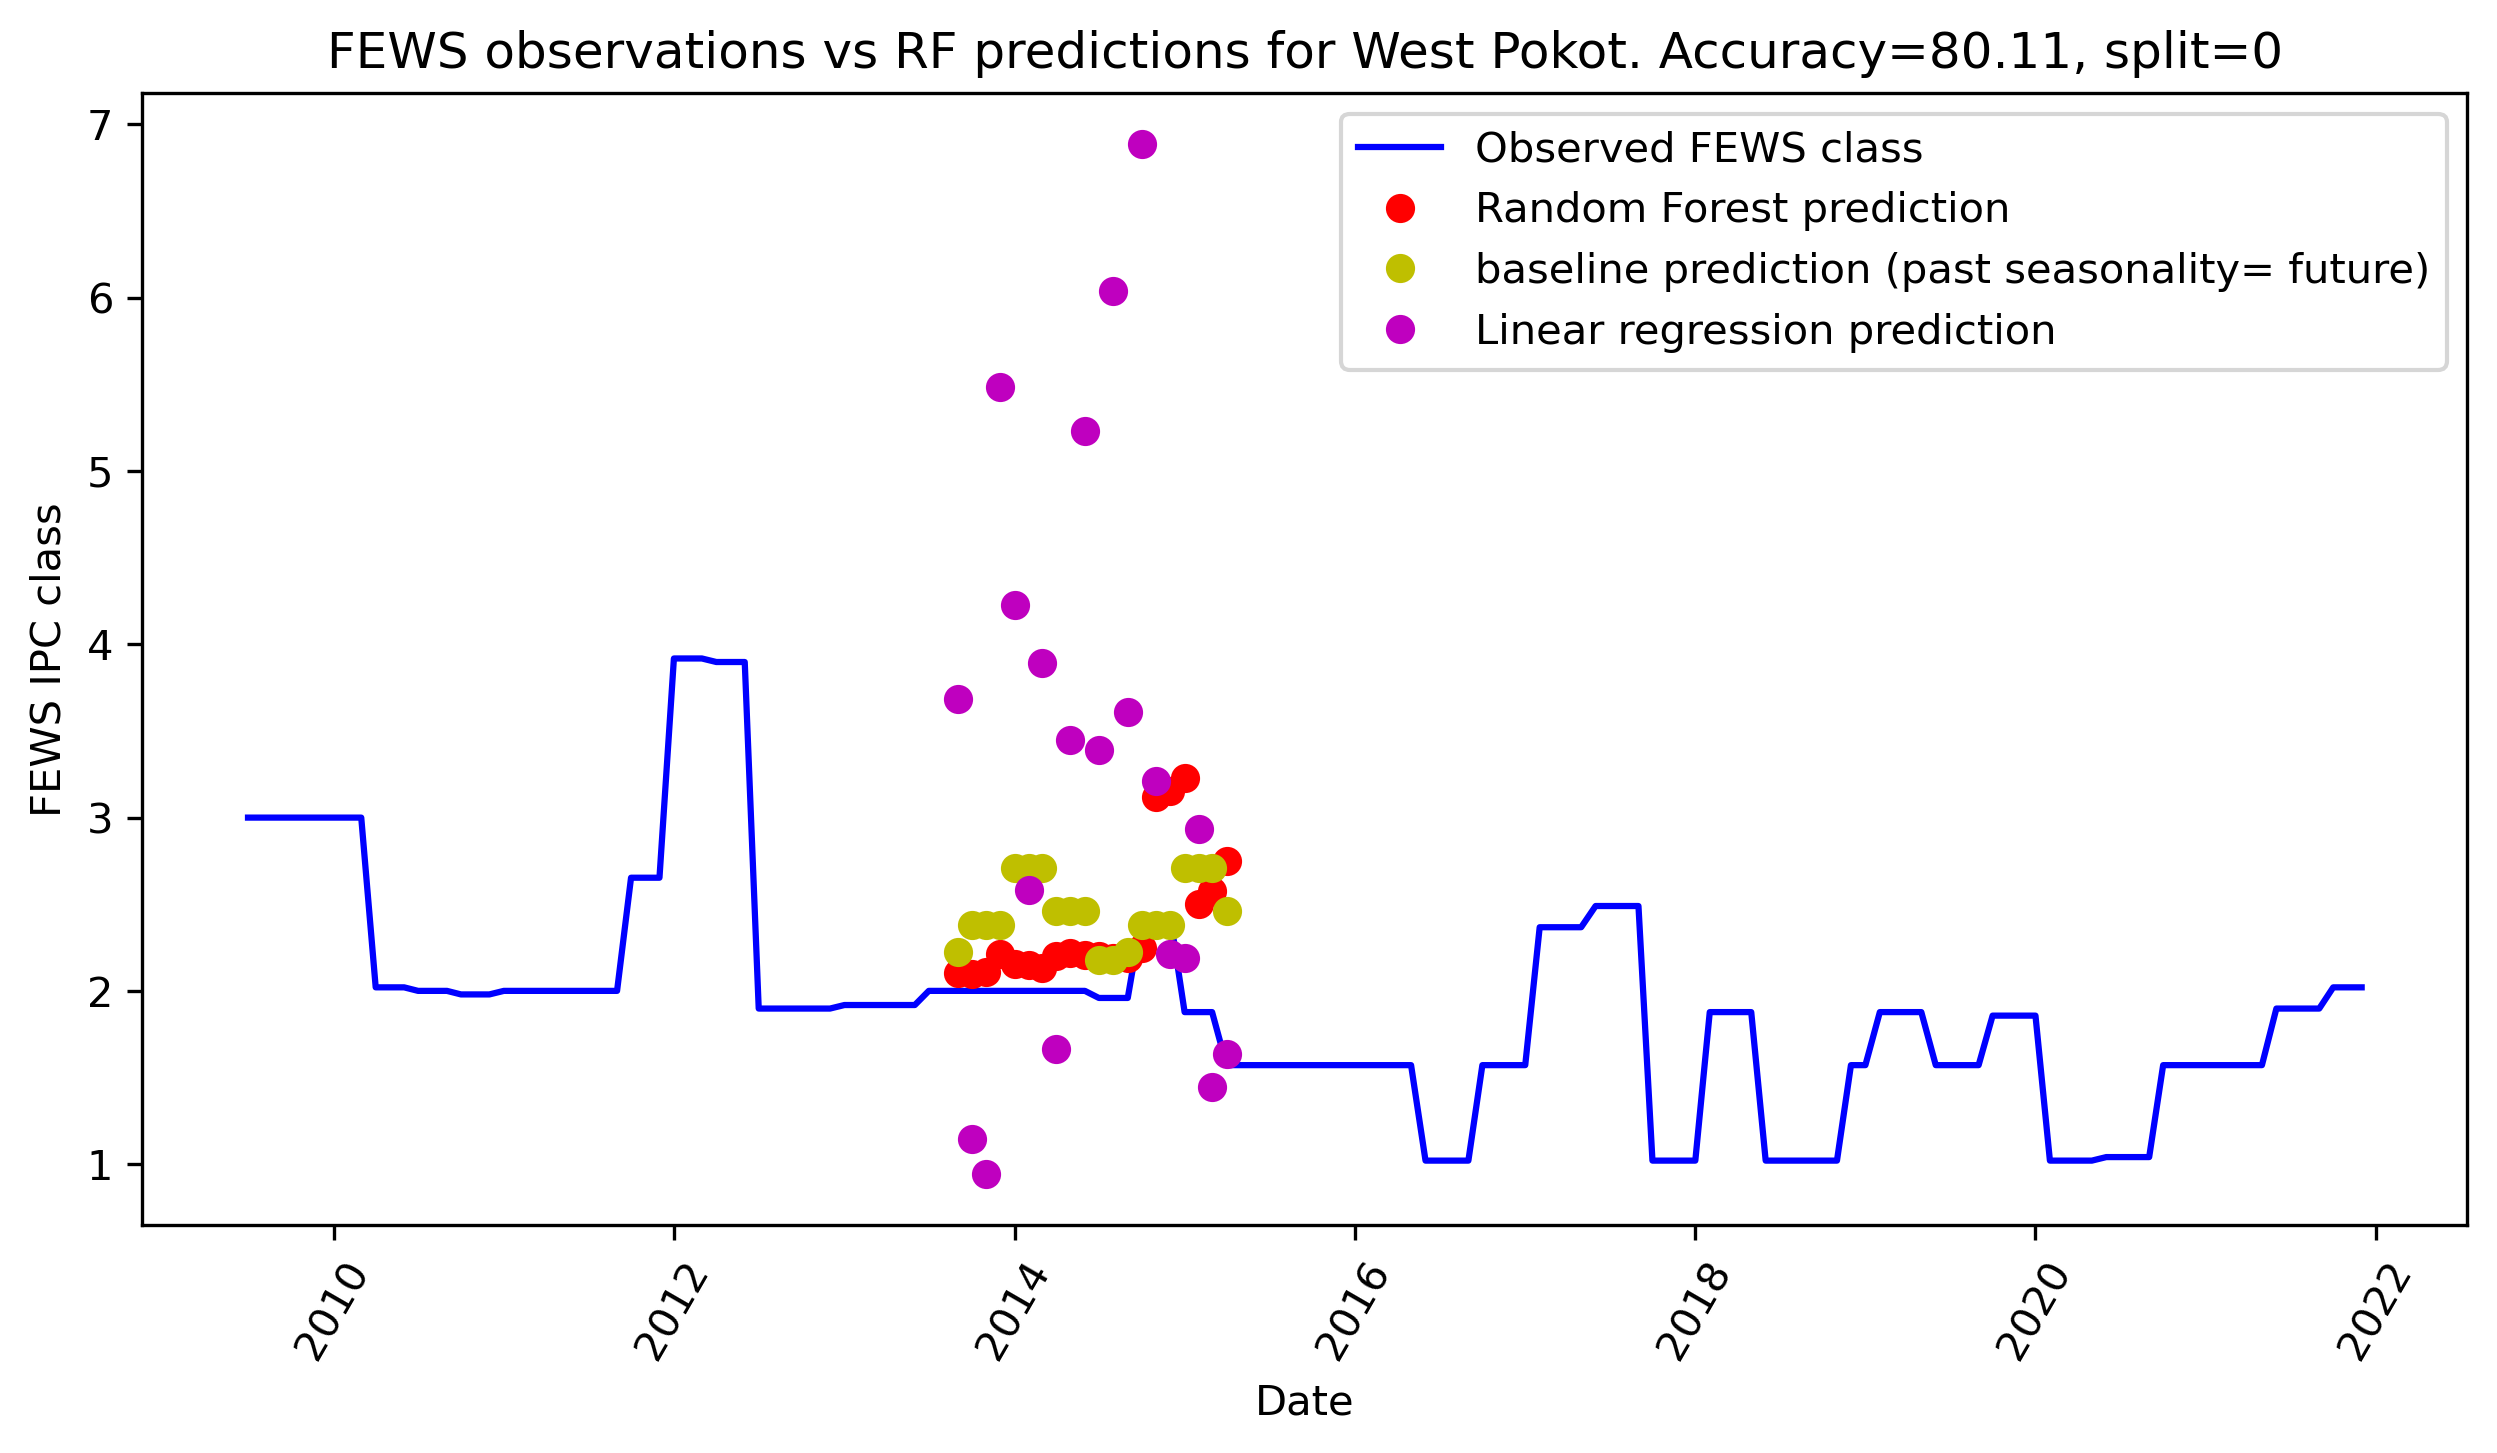 FEWS observations vs RF predictions for West Pokot. Accuracy=80.11, split=0
7
6
5
4
3
2
1
FEWS IPC class
Observed FEWS class
Random Forest prediction
baseline prediction (past seasonality= future)
Linear regression prediction
2010
2012
2014
2016
2018
2020
2022
Date